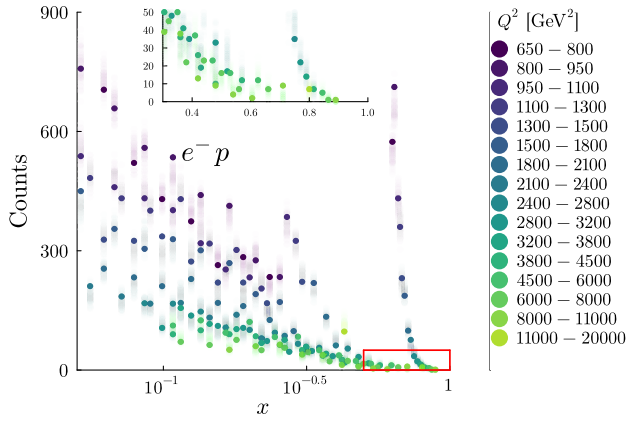 Q² [GeV²]
650 − 800
800 − 950
950 − 1100
1100 − 1300
1300 − 1500
1500 − 1800
1800 − 2100
2100 − 2400
2400 − 2800
2800 − 3200
3200 − 3800
3800 − 4500
4500 − 6000
6000 − 8000
8000 − 11000
11000 − 20000
900
600
300
0
Counts
50
40
30
20
10
0
0.4
0.6
0.8
1.0
e⁻ p
10⁻¹
10⁻⁰·⁵
1
x